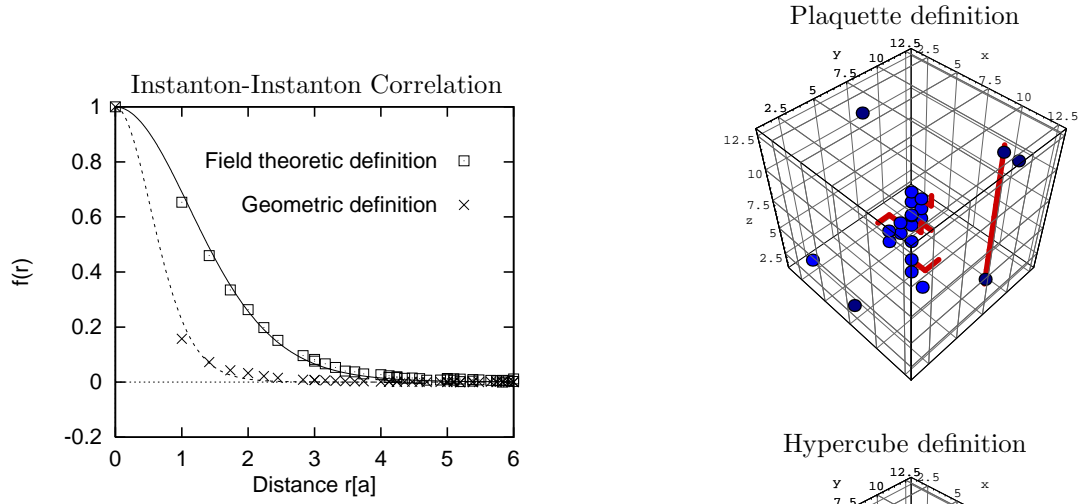 Instanton-Instanton Correlation
1
0.8
0.6
0.4
0.2
0
-0.2
f(r)
Field theoretic definition
Geometric definition
0 1 2 3 4 5 6
Distance r[a]
Plaquette definition
y
x
12.5
10
7.5
5
2.5
2.5
5
7.5
10
12.5
12.5
10
7.5
z
5
2.5
Hypercube definition
y
x
12.5
10
7.5
2.5
5